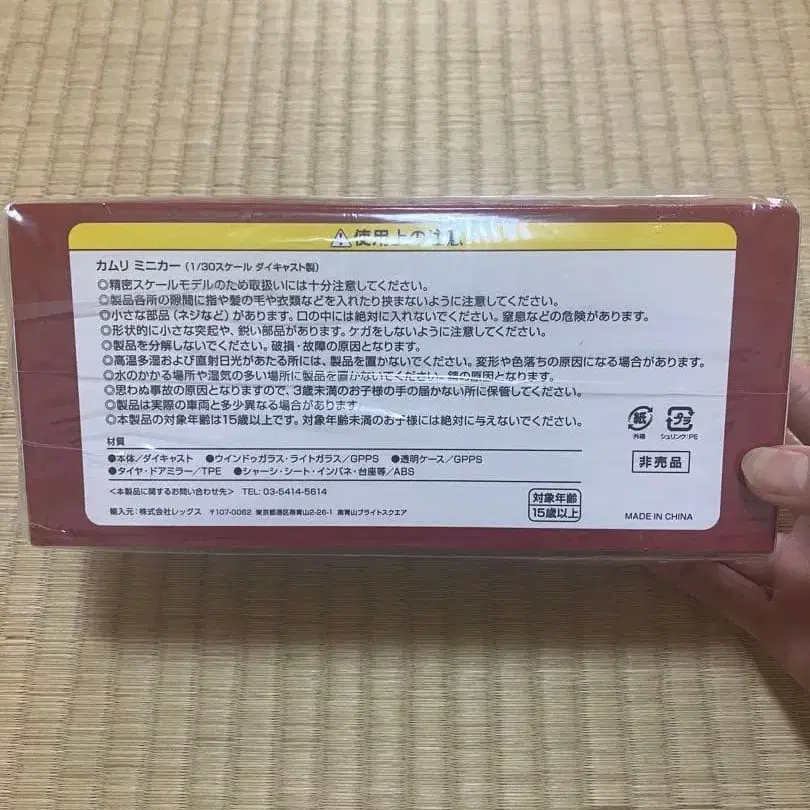 ⚠使用上の注意
カムリ ミニカー（1/30スケール ダイキャスト製）
◎精密スケールモデルのため取扱いには十分注意してください。
◎製品各所の隙間に指や髪の毛や衣類などを入れたり挟まないように注意してください。
◎小さな部品（ネジなど）があります。口の中には絶対に入れないでください。窒息などの危険があります。
◎形状的に小さな突起や、鋭い部品があります。ケガをしないように注意してください。
◎製品を分解しないでください。破損・故障の原因となります。
◎高温多湿および直射日光があたる所には、製品を置かないでください。変形や色落ちの原因になる場合があります。
◎水のかかる場所や湿気の多い場所に製品を置かないでください。錆の原因となります。
◎思わぬ事故の原因となりますので、3歳未満のお子様の手の届かない所に保管してください。
◎製品は実際の車両と多少異なる場合があります。
◎本製品の対象年齢は15歳以上です。対象年齢未満のお子様には絶対に与えないでください。
紙
外箱
プラ
シュリンク:PE
材質
●本体/ダイキャスト ●ウインドゥガラス・ライトガラス/GPPS ●透明ケース/GPPS
●タイヤ・ドアミラー/TPE ●シャーシ・シート・インパネ・台座等/ABS
非売品
＜本製品に関するお問い合わせ先＞ TEL: 03-5414-5614
輸入元: 株式会社レッグス 〒107-0062 東京都港区南青山2-26-1 南青山ブライトスクエア
対象年齢
15歳以上
MADE IN CHINA